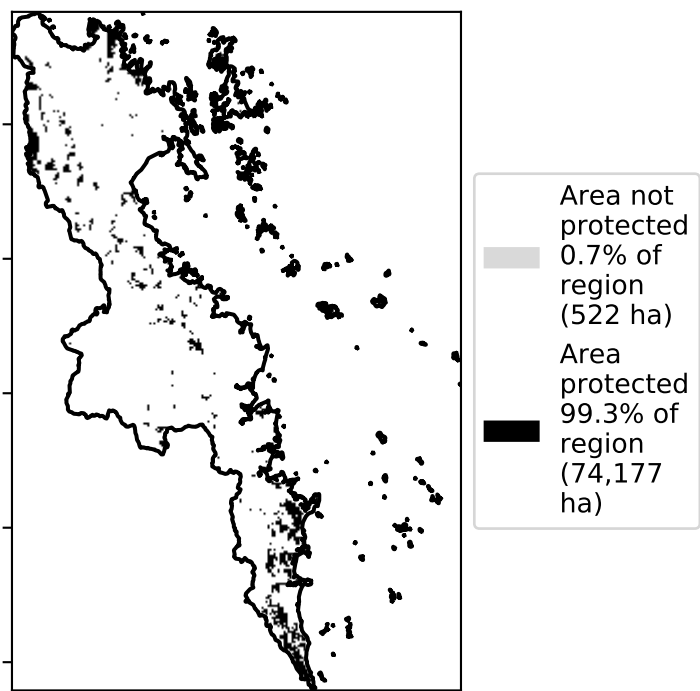 Area not
protected
0.7% of
region
(522 ha)
Area
protected
99.3% of
region
(74,177
ha)